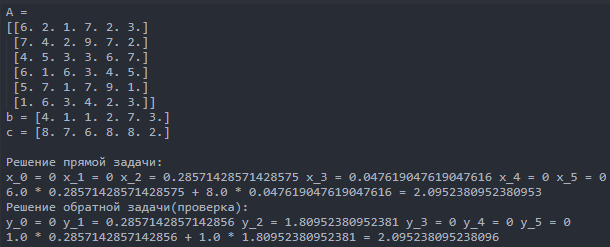 A =
[[6. 2. 1. 7. 2. 3.]
[7. 4. 2. 9. 7. 2.]
[4. 5. 3. 3. 6. 7.]
[6. 1. 6. 3. 4. 5.]
[5. 7. 1. 7. 9. 1.]
[1. 6. 3. 4. 2. 3.]]
b = [4. 1. 1. 2. 7. 3.]
c = [8. 7. 6. 8. 8. 2.]
Решение прямой задачи:
x_0 = 0 x_1 = 0 x_2 = 0.28571428571428575 x_3 = 0.047619047619047616 x_4 = 0 x_5 = 0
6.0 * 0.28571428571428575 + 8.0 * 0.047619047619047616 = 2.0952380952380953
Решение обратной задачи(проверка):
y_0 = 0 y_1 = 0.2857142857142856 y_2 = 1.80952380952381 y_3 = 0 y_4 = 0 y_5 = 0
1.0 * 0.2857142857142856 + 1.0 * 1.80952380952381 = 2.095238095238096